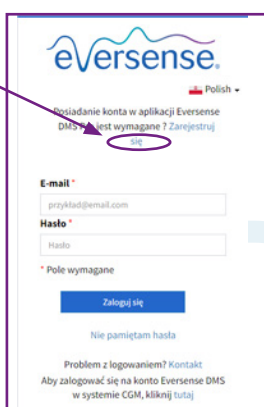 eversense.
Polish
Posiadanie konta w aplikacji Eversense
DMS jest wymagane ? Zarejestruj
się
E-mail *
przykład@email.com
Hasło *
Hasło
* Pole wymagane
Zaloguj się
Nie pamiętam hasła
Problem z logowaniem? Kontakt
Aby zalogować się na konto Eversense DMS
w systemie CGM, kliknij tutaj